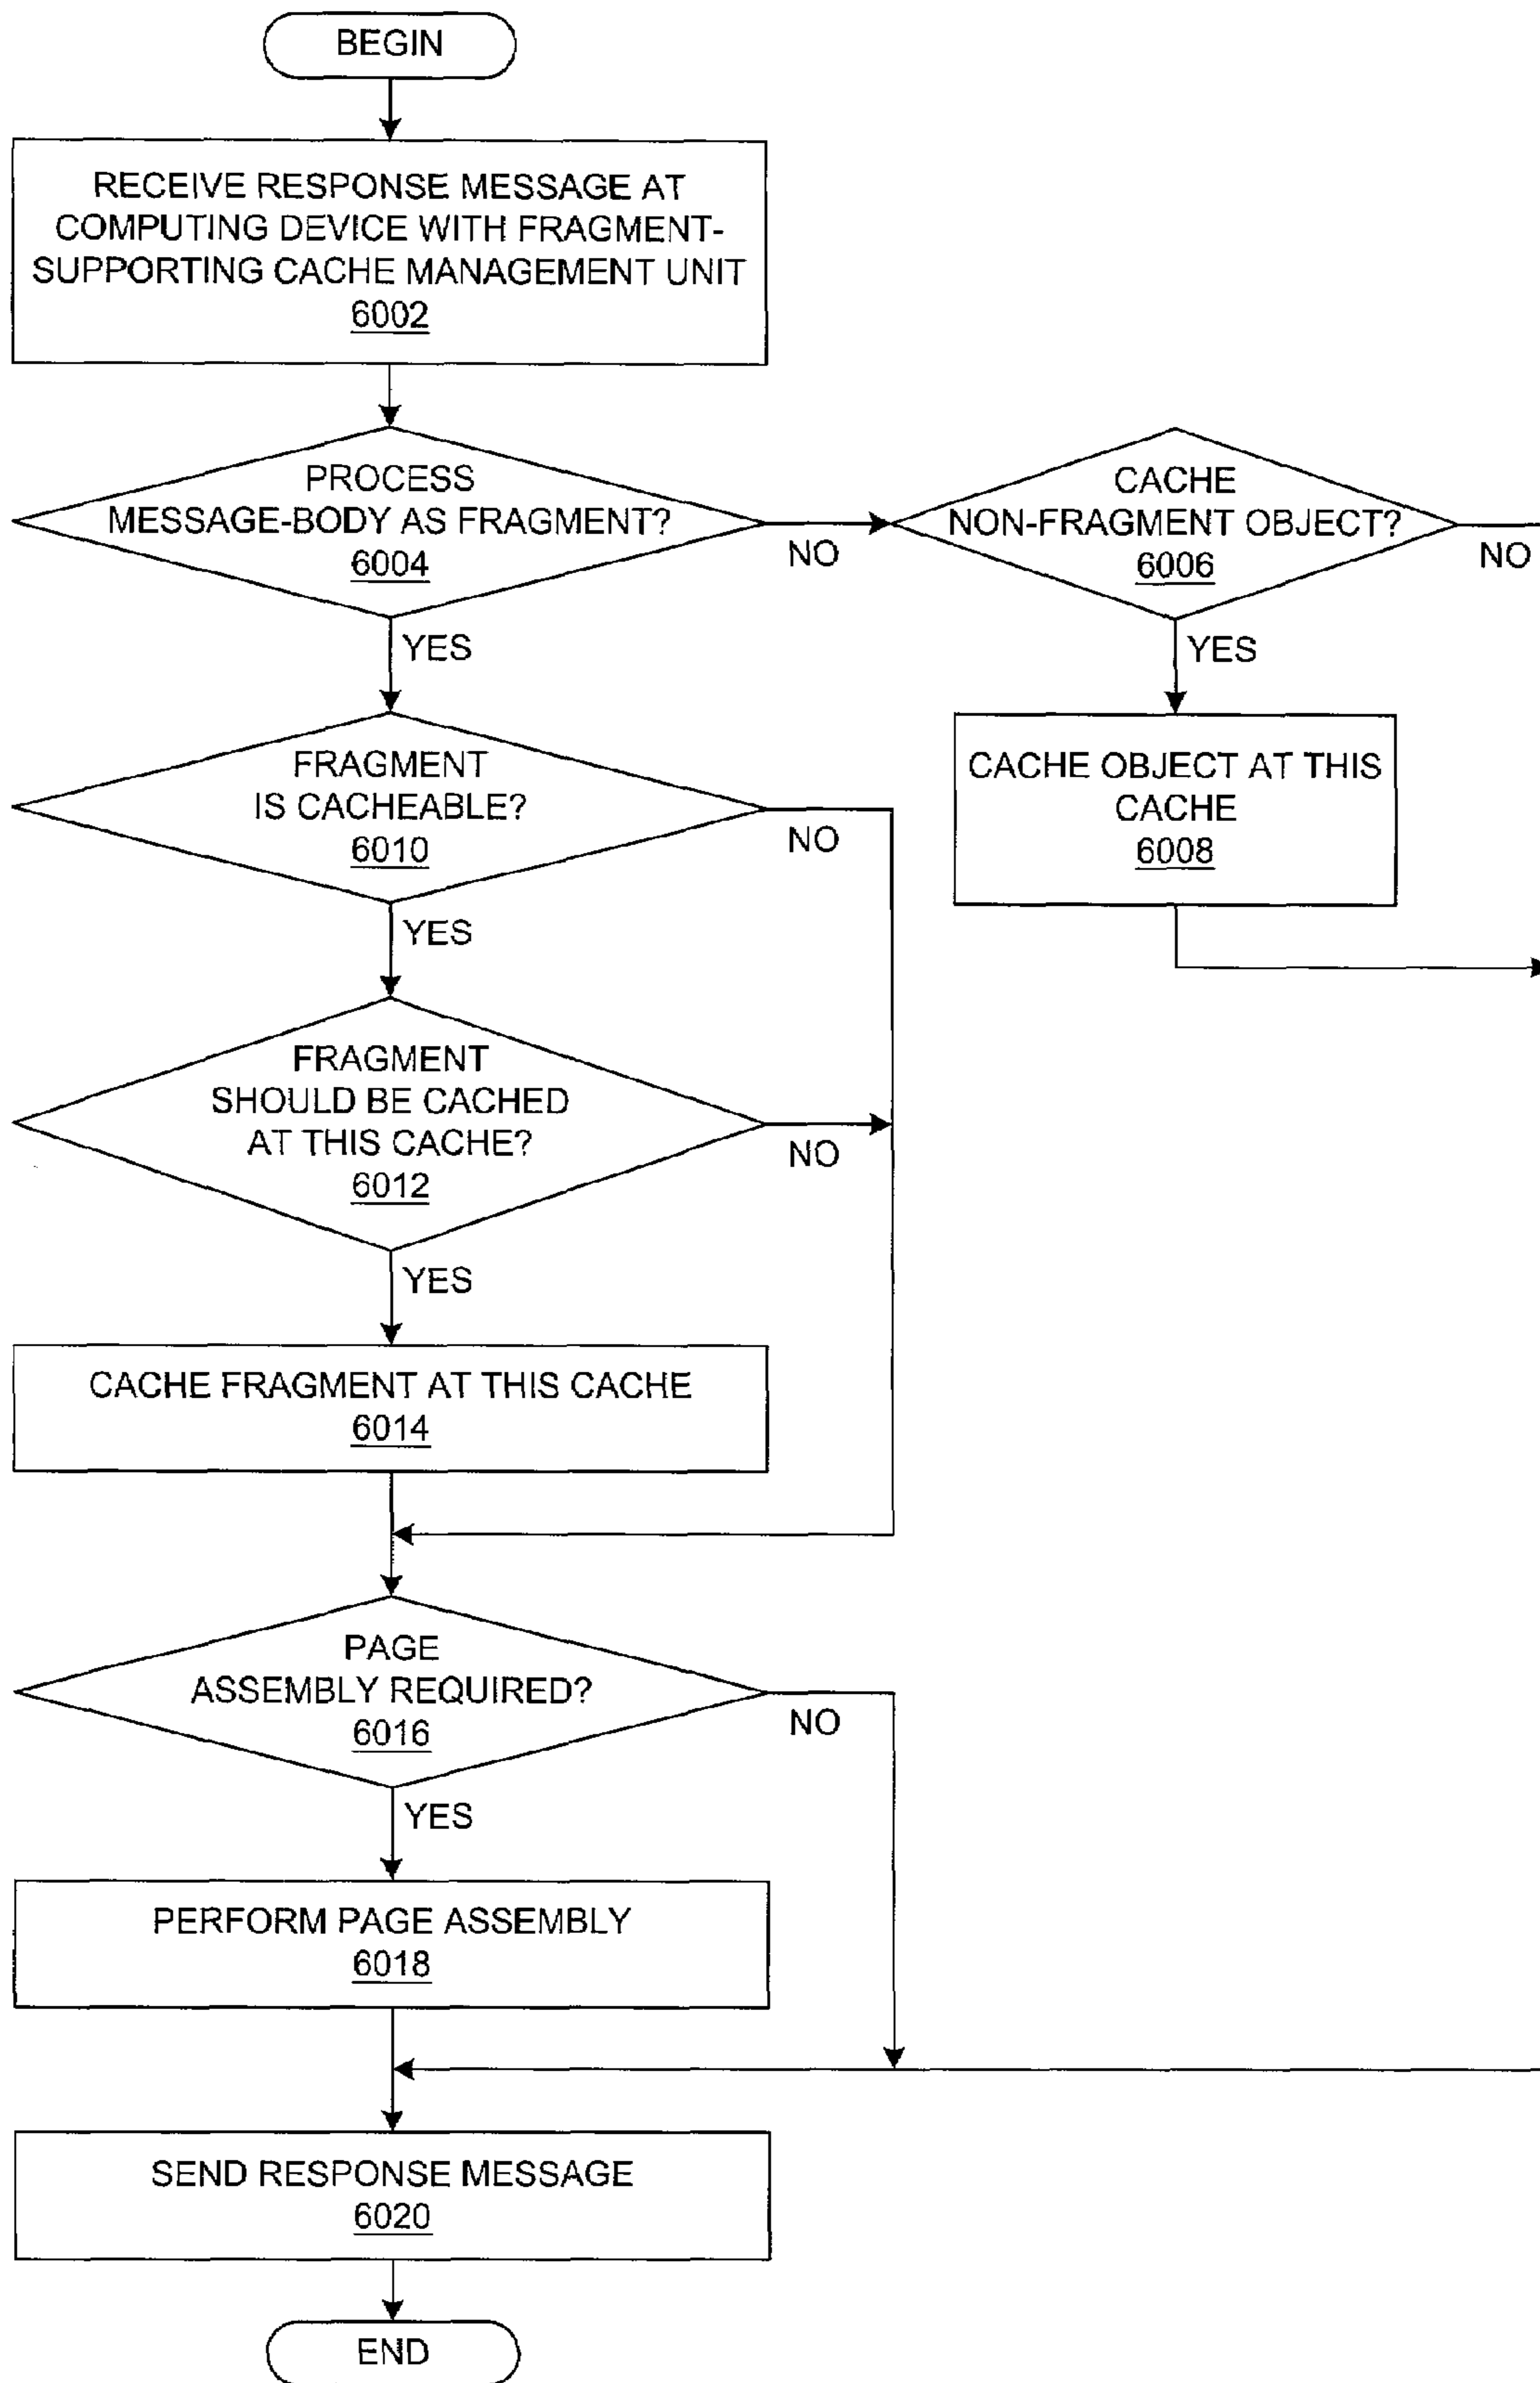 BEGIN
RECEIVE RESPONSE MESSAGE AT
COMPUTING DEVICE WITH FRAGMENT-
SUPPORTING CACHE MANAGEMENT UNIT
6002
PROCESS
MESSAGE-BODY AS FRAGMENT?
6004
NO
YES
CACHE
NON-FRAGMENT OBJECT?
6006
NO
YES
CACHE OBJECT AT THIS
CACHE
6008
FRAGMENT
IS CACHEABLE?
6010
NO
YES
FRAGMENT
SHOULD BE CACHED
AT THIS CACHE?
6012
NO
YES
CACHE FRAGMENT AT THIS CACHE
6014
PAGE
ASSEMBLY REQUIRED?
6016
NO
YES
PERFORM PAGE ASSEMBLY
6018
SEND RESPONSE MESSAGE
6020
END